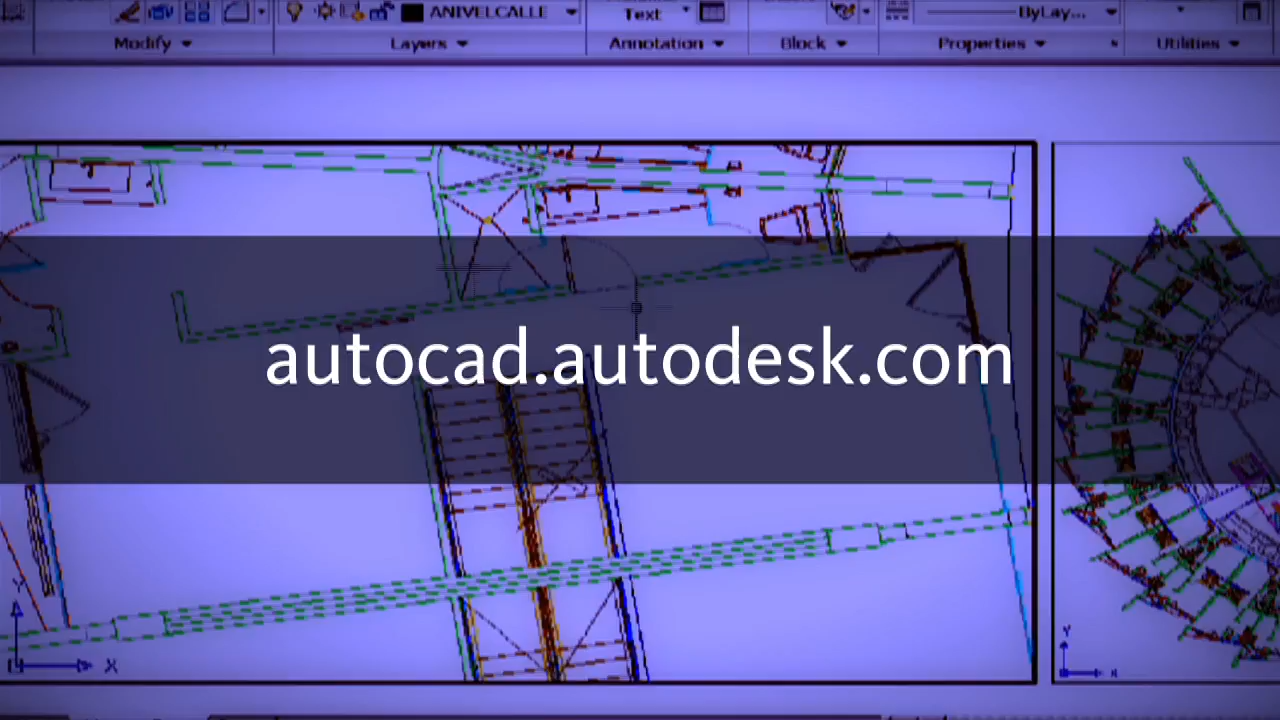 ANIVELCALLE Text ByLay...
Modify Layers Annotation Block Properties Utilities
autocad.autodesk.com
Y
X
Y
X